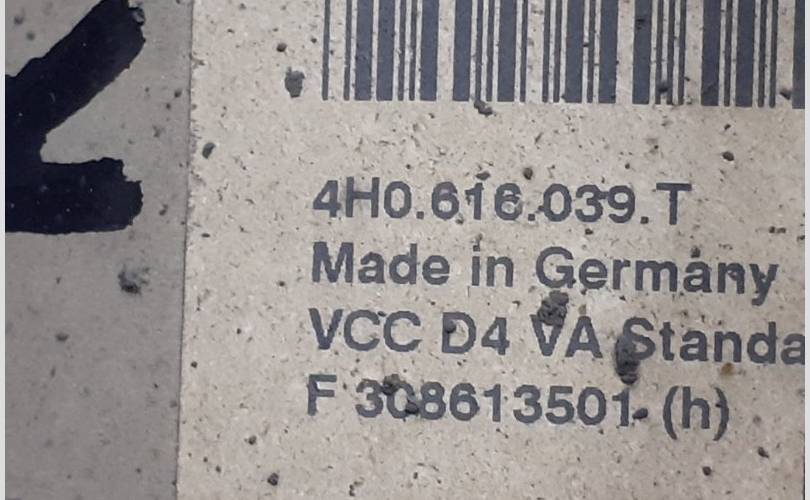 4H0.616.039.T
Made in Germany
VCC D4 VA Standa
F 308613501 (h)